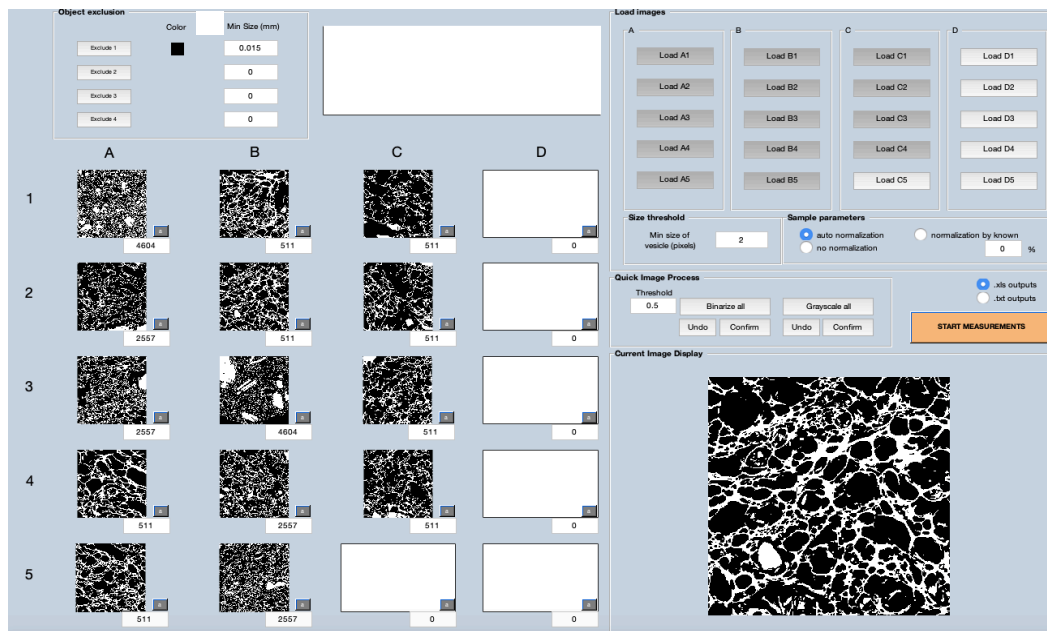 Object exclusion
Color Min Size (mm)
Exclude 1 0.015
Exclude 2 0
Exclude 3 0
Exclude 4 0
A B C D
1
4604 511 511 0
2
2557 511 511 0
3
2557 4604 511 0
4
511 2557 511 0
5
511 2557 0 0
Load images
A B C D
Load A1 Load B1 Load C1 Load D1
Load A2 Load B2 Load C2 Load D2
Load A3 Load B3 Load C3 Load D3
Load A4 Load B4 Load C4 Load D4
Load A5 Load B5 Load C5 Load D5
Size threshold Sample parameters
Min size of
vesicle (pixels) 2
auto normalization normalization by known
no normalization 0 %
Quick Image Process
Threshold
0.5 Binarize all Grayscale all
Undo Confirm Undo Confirm
.xls outputs
.txt outputs
START MEASUREMENTS
Current Image Display